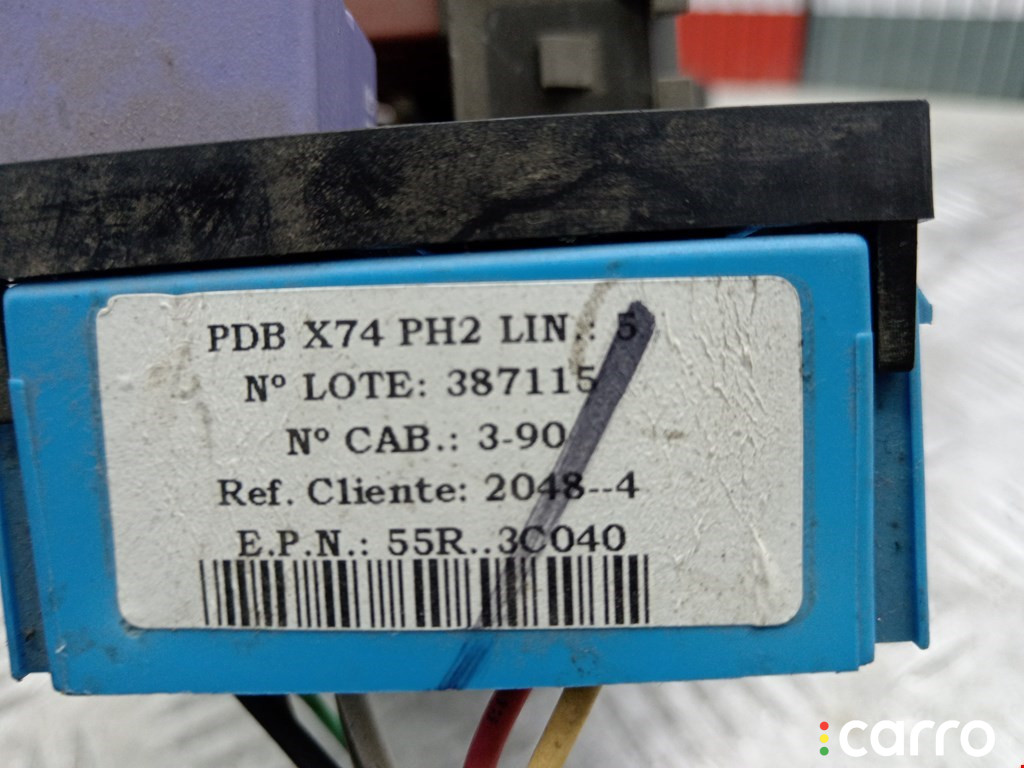 PDB X74 PH2 LIN.: 5
Nº LOTE: 387115
Nº CAB.: 3-90
Ref. Cliente: 2048--4
E.P.N.: 55R..3C040
carro